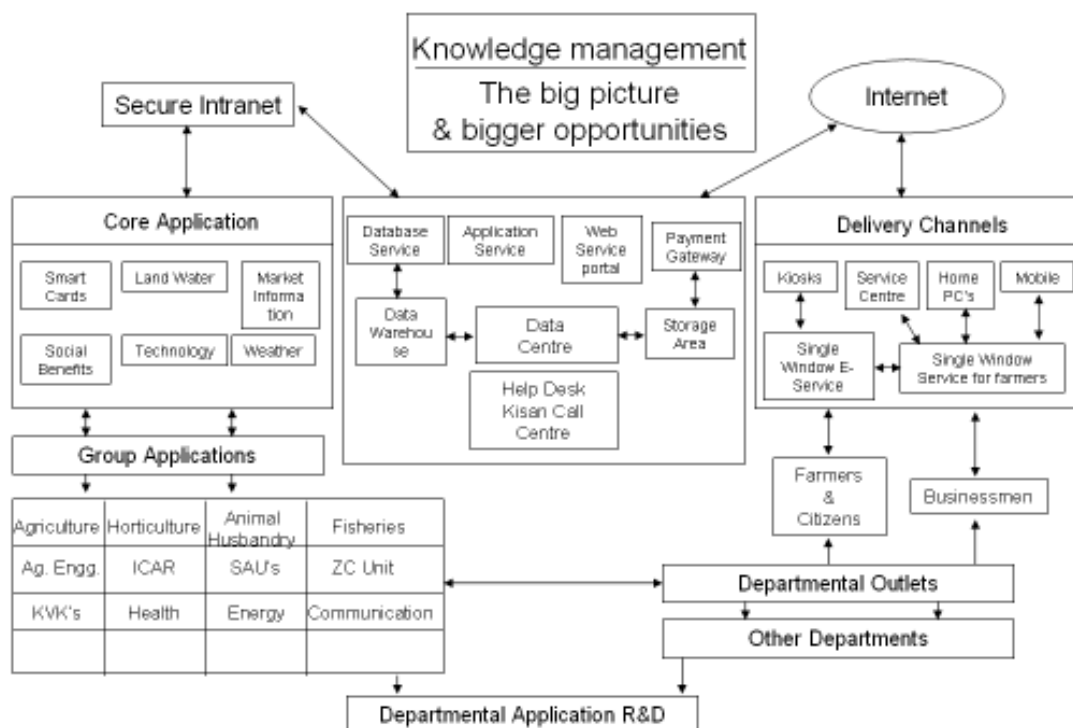 Knowledge management
The big picture
& bigger opportunities
Secure Intranet
Internet
Core Application
Smart
Cards
Land Water
Market
Informa
tion
Social
Benefits
Technology
Weather
Database
Service
Application
Service
Web
Service
portal
Payment
Gateway
Data
Wareho
use
Data
Centre
Storage
Area
Help Desk
Kisan Call
Centre
Delivery Channels
Kiosks
Service
Centre
Home
PC's
Mobile
Single
Window E-
Service
Single Window
Service for farmers
Group Applications
Farmers
&
Citizens
Businessmen
Agriculture
Horticulture
Animal
Husbandry
Fisheries
Ag. Engg.
ICAR
SAU's
ZC Unit
KVK's
Health
Energy
Communication
Departmental Outlets
Other Departments
Departmental Application R&D